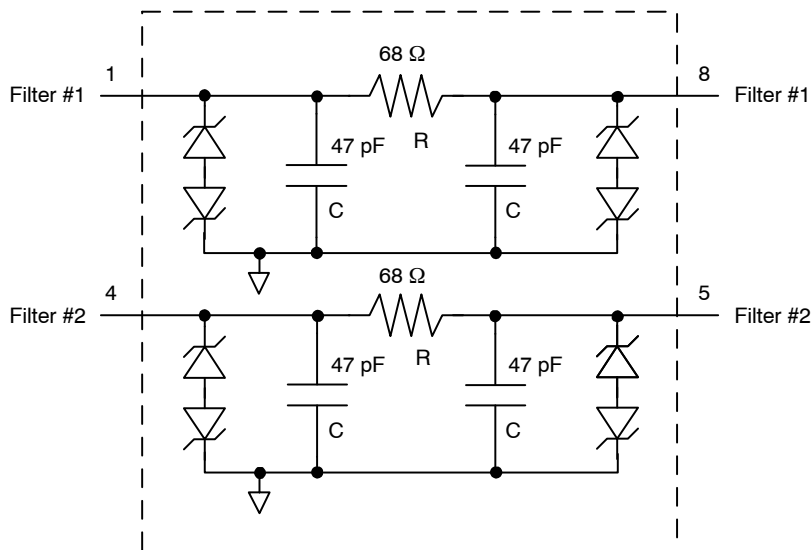 68 Ω
1
8
Filter #1
Filter #1
47 pF
R
47 pF
C
C
68 Ω
4
5
Filter #2
Filter #2
47 pF
R
47 pF
C
C